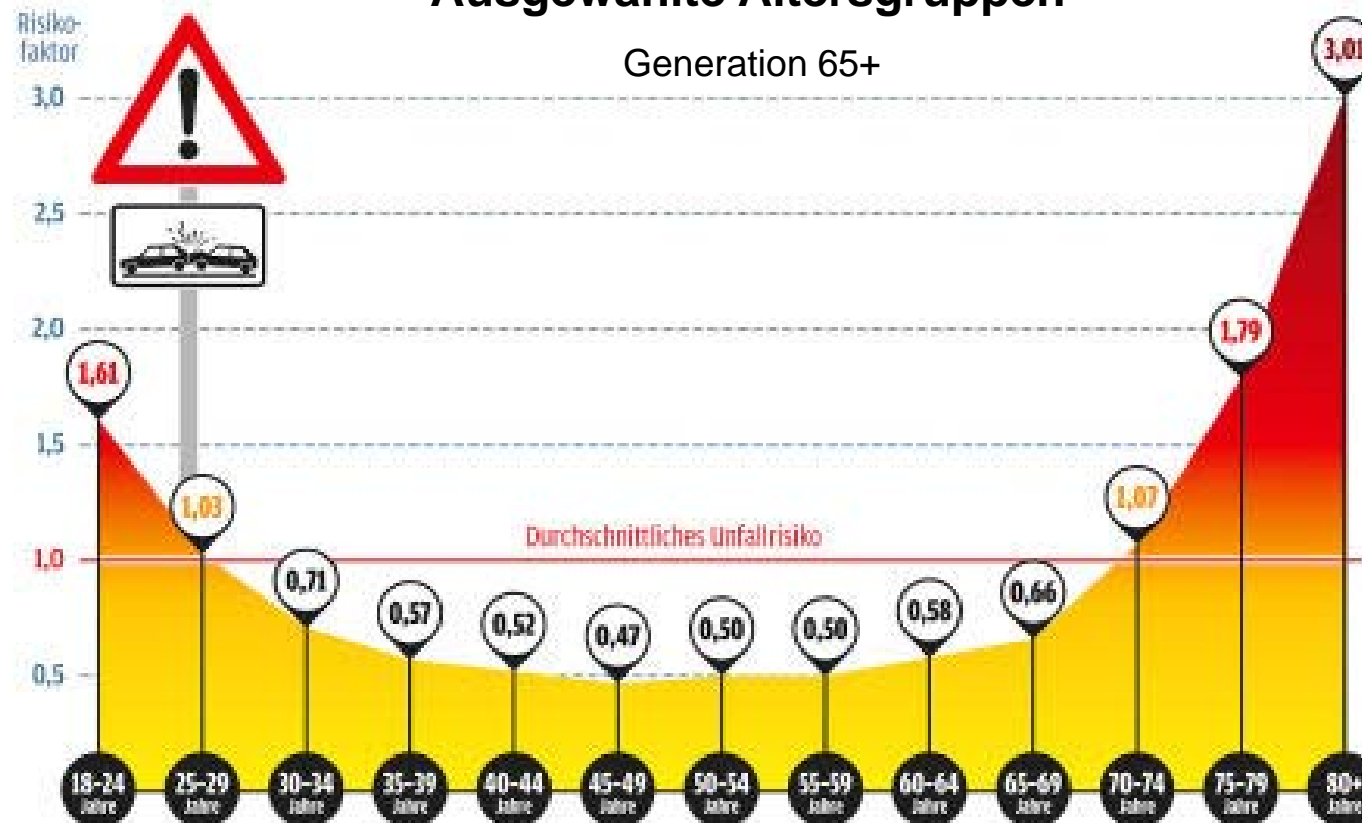 Ausgewählte Altersgruppen
Generation 65+
Risiko-
faktor
3,0
2,5
2,0
1,5
1,0
0,5
Durchschnittliches Unfallrisiko
1,61
1,03
0,71
0,57
0,52
0,47
0,50
0,50
0,58
0,66
1,07
1,79
3,01
18-24
Jahre
25-29
Jahre
30-34
Jahre
35-39
Jahre
40-44
Jahre
45-49
Jahre
50-54
Jahre
55-59
Jahre
60-64
Jahre
65-69
Jahre
70-74
Jahre
75-79
Jahre
80+
Jahre